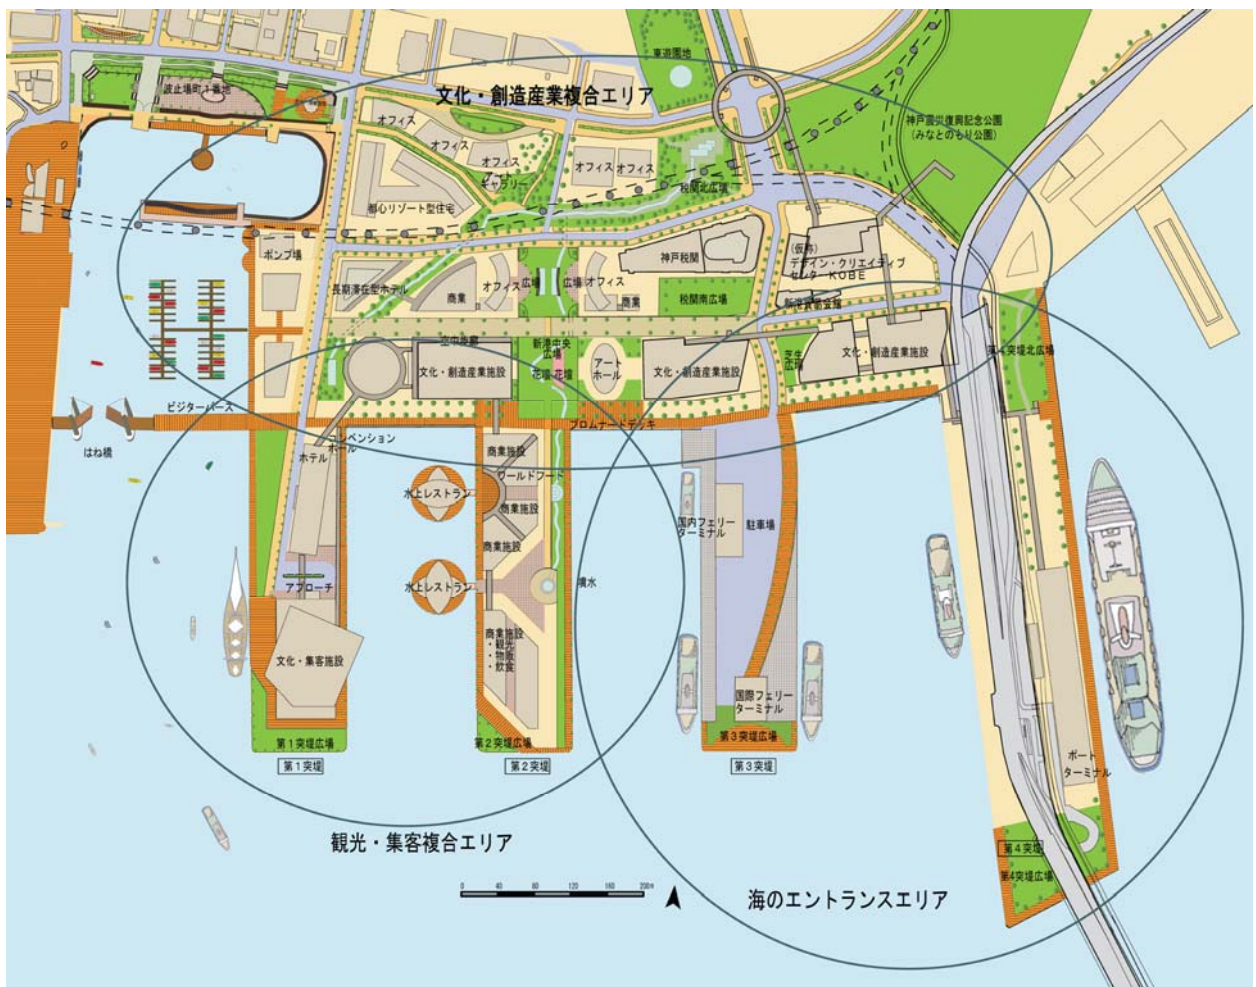 東遊園地
波止場町1番地
文化・創造産業複合エリア
オフィス
オフィス
オフィス
ギャラリー
オフィス オフィス
神戸震災復興記念公園
(みなとのもり公園)
税関北広場
都心リゾート型住宅
ポンプ場
神戸税関
(仮称)
デザイン・クリエイティブ
センターKOBE
長期滞在型ホテル
商業
オフィス
広場
広場
オフィス
商業
税関南広場
新港貿易会館
空中歩廊
新港中央
広場
花壇 花壇
アート
ホール
文化・創造産業施設
文化・創造産業施設
芝生
広場
文化・創造産業施設
第4突堤北広場
ビジターバース
はね橋
プロムナードデッキ
コンベンション
ホール
ホテル
商業施設
ワールドフード
水上レストラン
商業施設
商業施設
国内フェリー
ターミナル
駐車場
アプローチ
水上レストラン
噴水
文化・集客施設
商業施設
・観光
・物販
・飲食
国際フェリー
ターミナル
第1突堤広場
第2突堤広場
第3突堤広場
第1突堤
第2突堤
第3突堤
ポート
ターミナル
観光・集客複合エリア
第4突堤
第4突堤広場
海のエントランスエリア
0 40 80 120 160 200m